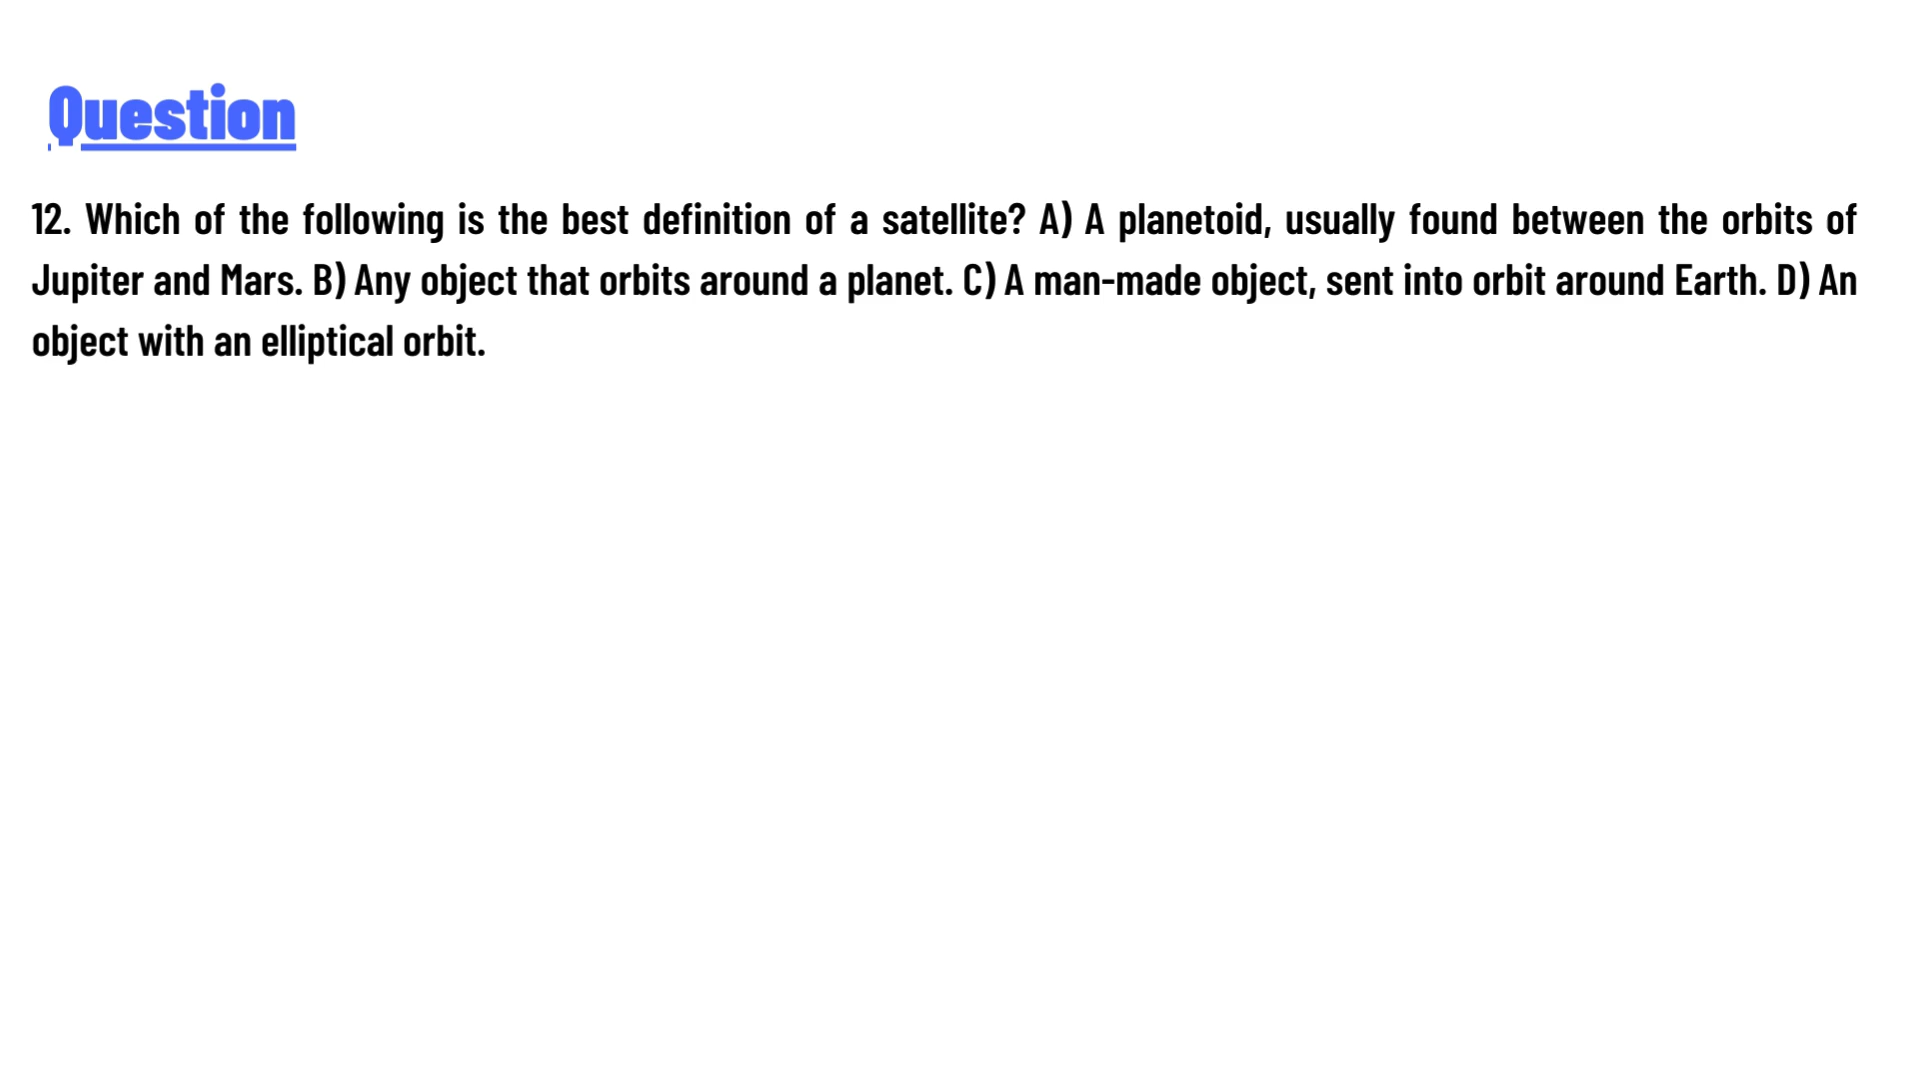 Question
12. Which of the following is the best definition of a satellite? A) A planetoid, usually found between the orbits of
Jupiter and Mars. B) Any object that orbits around a planet. C) A man-made object, sent into orbit around Earth. D) An
object with an elliptical orbit.